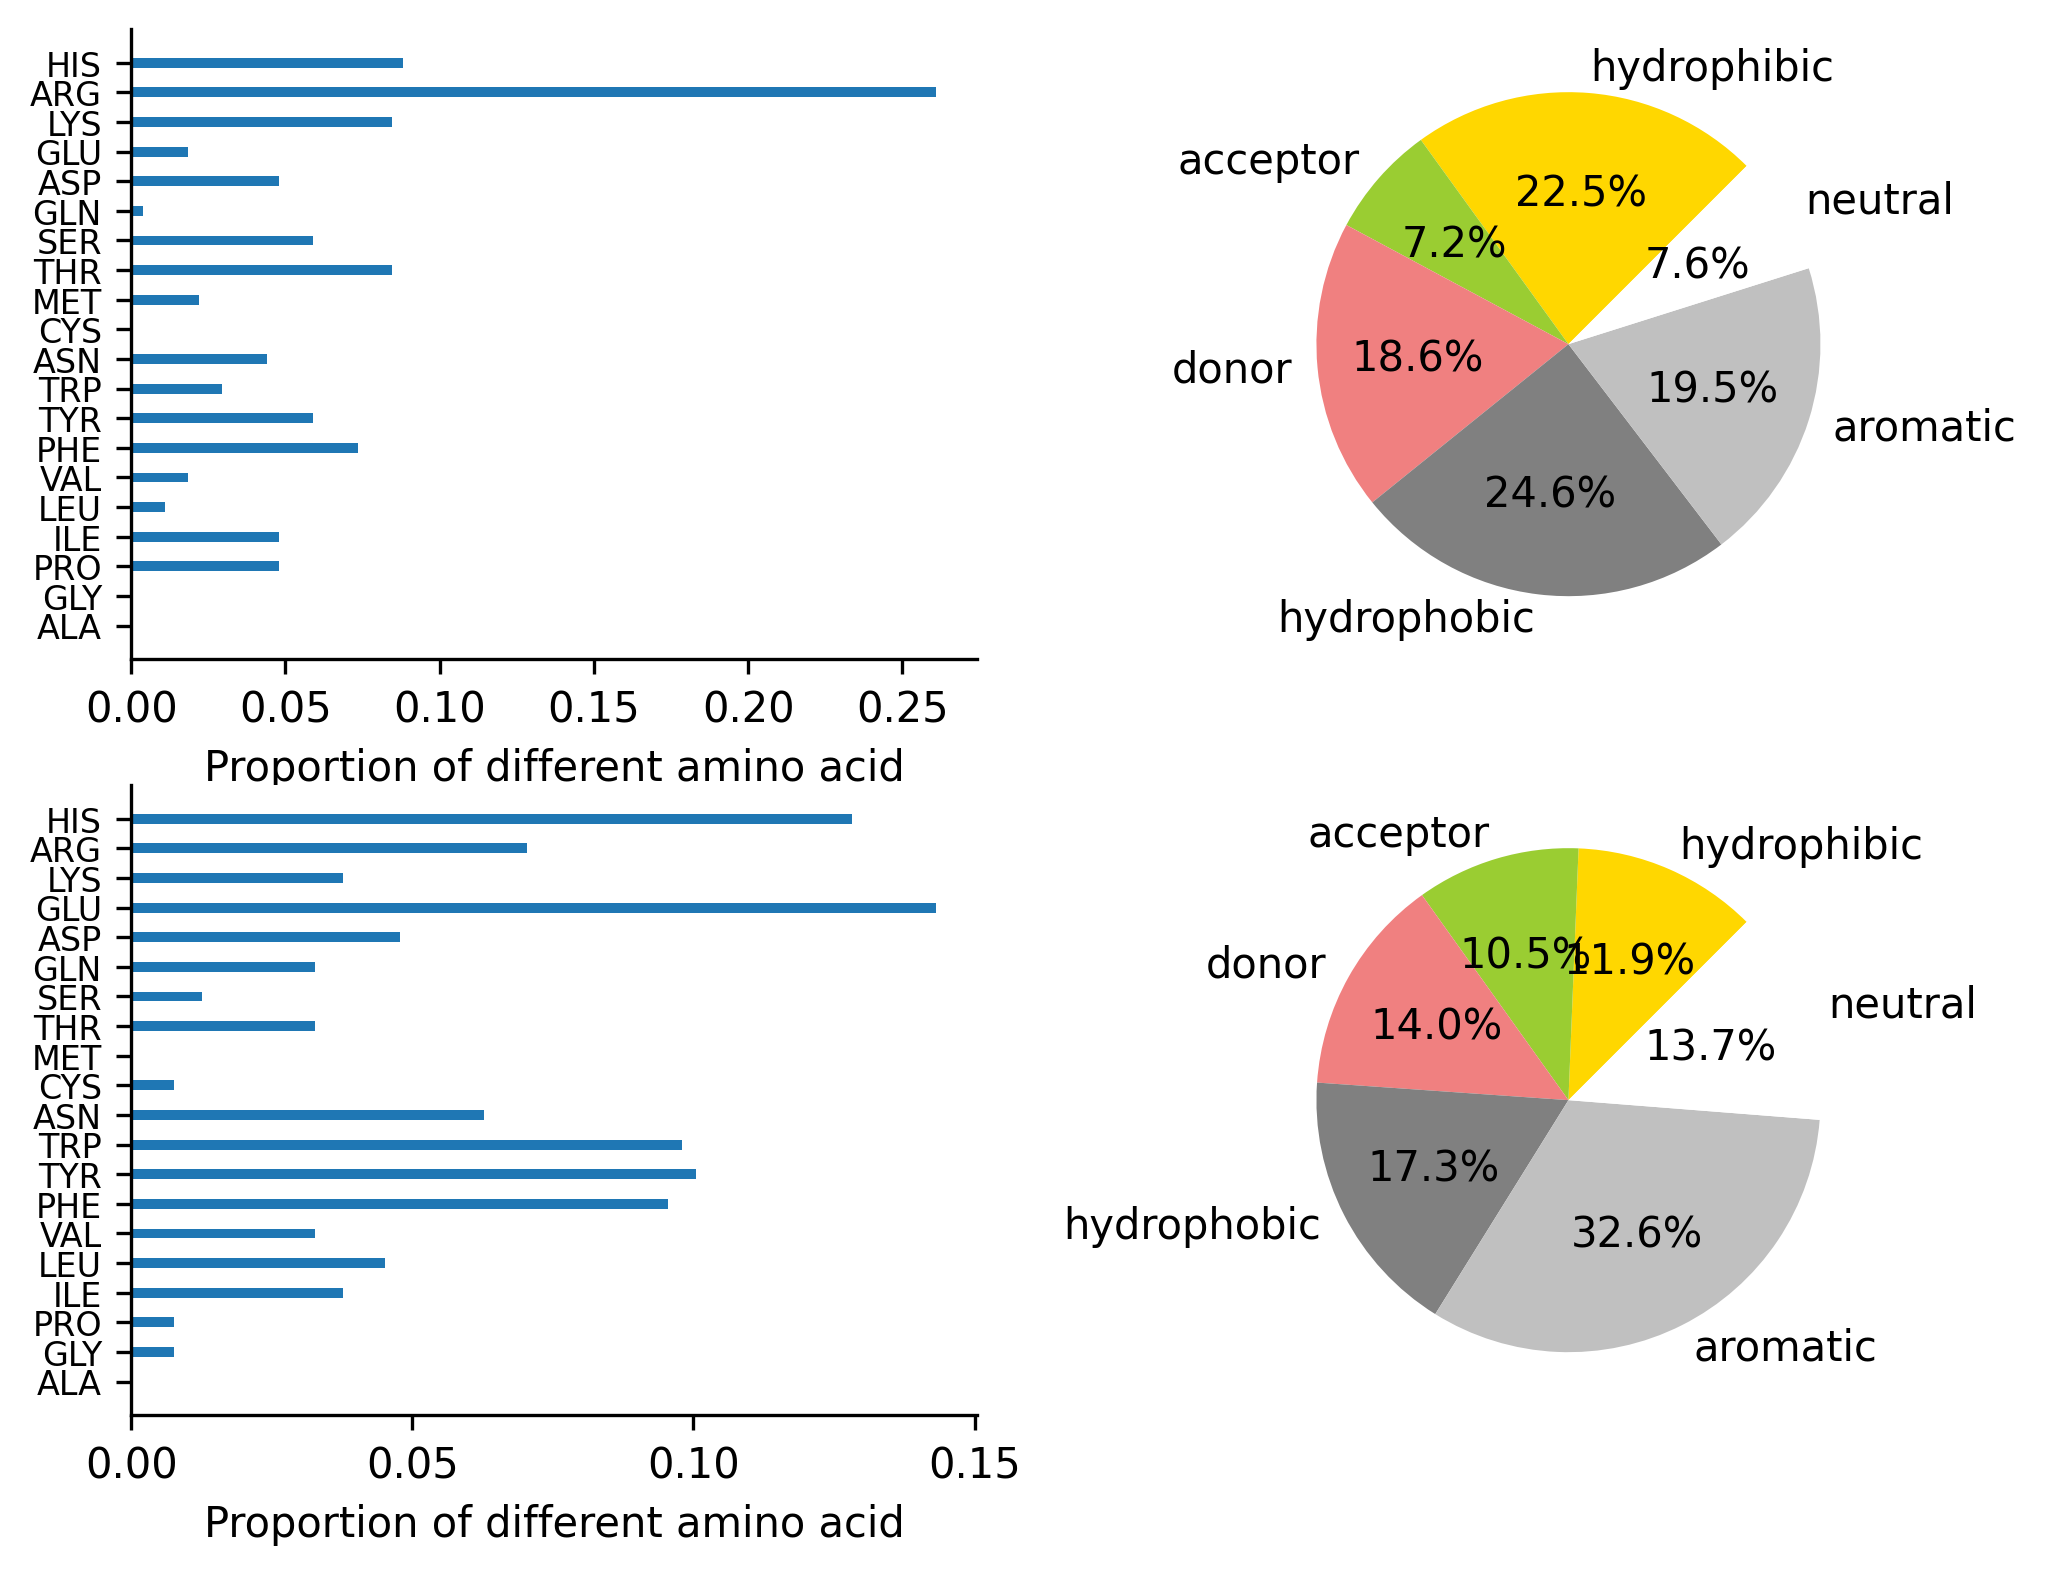 HIS
ARG
LYS
GLU
ASP
GLN
SER
THR
MET
CYS
ASN
TRP
TYR
PHE
VAL
LEU
ILE
PRO
GLY
ALA
0.00 0.05 0.10 0.15 0.20 0.25
Proportion of different amino acid
hydrophibic
acceptor
neutral
22.5%
7.2%
7.6%
donor
18.6%
19.5%
aromatic
24.6%
hydrophobic
HIS
ARG
LYS
GLU
ASP
GLN
SER
THR
MET
CYS
ASN
TRP
TYR
PHE
VAL
LEU
ILE
PRO
GLY
ALA
0.00 0.05 0.10 0.15
Proportion of different amino acid
acceptor
hydrophibic
donor
10.5%
11.9%
neutral
14.0%
13.7%
17.3%
hydrophobic
32.6%
aromatic